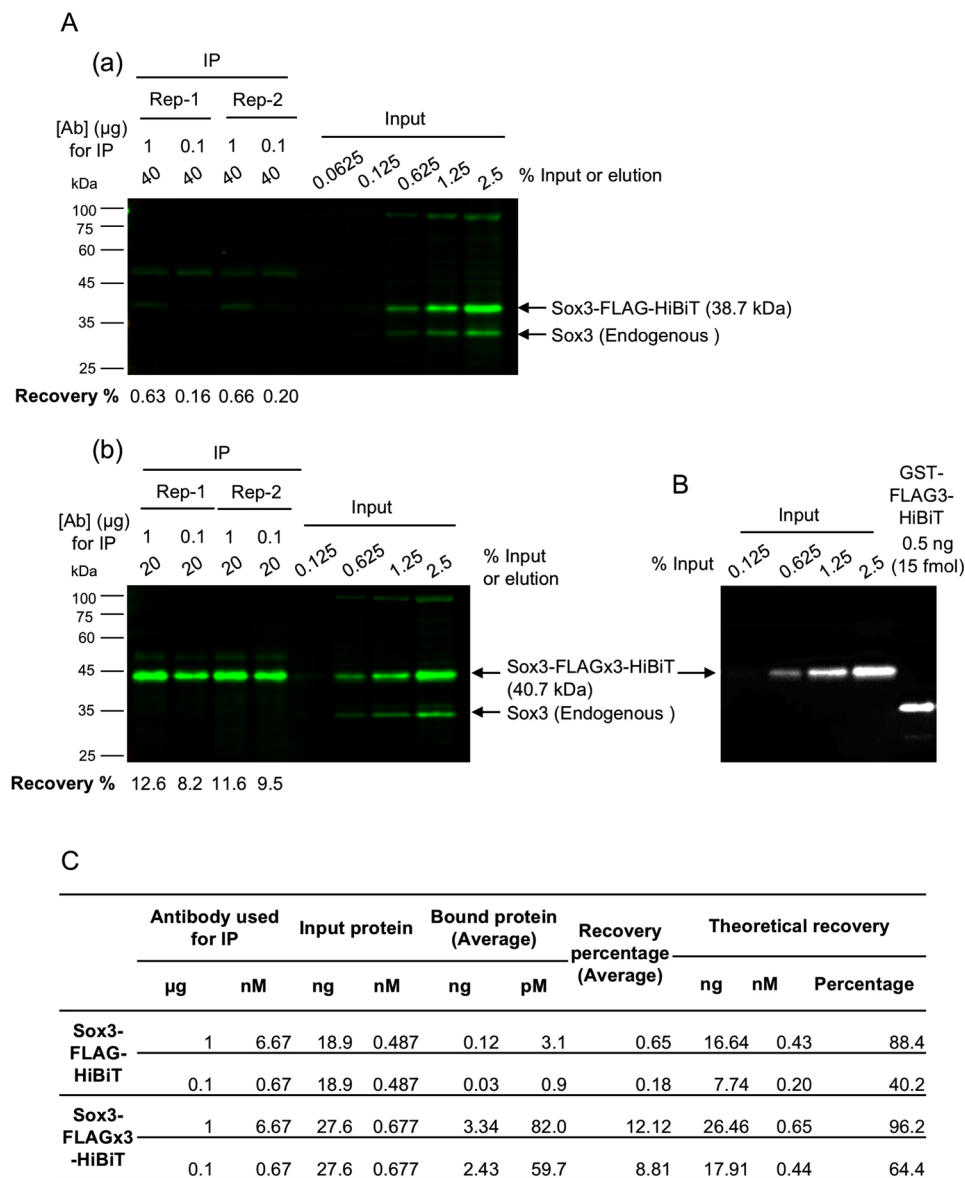 A
(a)
IP
Rep-1 Rep-2
Input
[Ab] (µg)
for IP
1 0.1 1 0.1
kDa
40 40 40 40 0.0625 0.125 0.625 1.25 2.5 % Input or elution
100
75
60
45
35
25
Sox3-FLAG-HiBiT (38.7 kDa)
Sox3 (Endogenous )
Recovery % 0.63 0.16 0.66 0.20
(b)
IP
Rep-1 Rep-2
Input
[Ab] (µg)
for IP
1 0.1 1 0.1
kDa
20 20 20 20 0.125 0.625 1.25 2.5
% Input
or elution
100
75
60
45
35
25
Sox3-FLAGx3-HiBiT
(40.7 kDa)
Sox3 (Endogenous )
Recovery % 12.6 8.2 11.6 9.5
B
GST-
FLAG3-
HiBiT
0.5 ng
(15 fmol)
Input
% Input 0.125 0.625 1.25 2.5
C
Antibody used
for IP
Input protein
Bound protein
(Average)
Recovery
percentage
(Average)
Theoretical recovery
µg nM ng nM ng pM ng nM Percentage
Sox3-
FLAG-
HiBiT
1 6.67 18.9 0.487 0.12 3.1 0.65 16.64 0.43 88.4
0.1 0.67 18.9 0.487 0.03 0.9 0.18 7.74 0.20 40.2
Sox3-
FLAGx3
-HiBiT
1 6.67 27.6 0.677 3.34 82.0 12.12 26.46 0.65 96.2
0.1 0.67 27.6 0.677 2.43 59.7 8.81 17.91 0.44 64.4